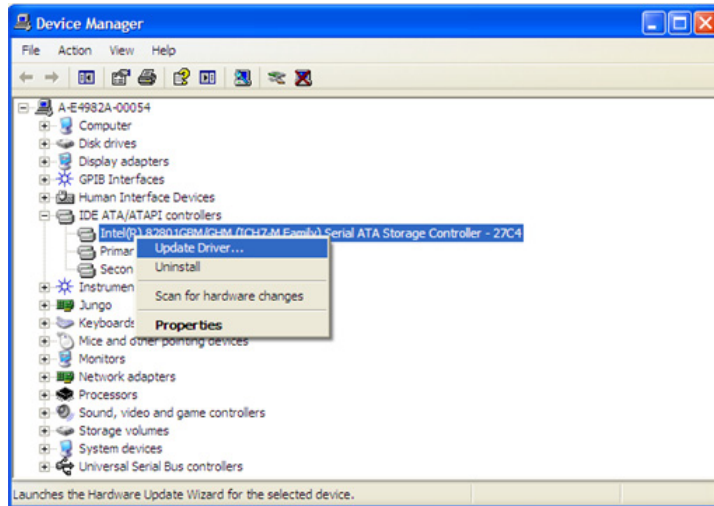 Device Manager
File Action View Help
A-E4982A-00054
Computer
Disk drives
Display adapters
GPIB Interfaces
Human Interface Devices
IDE ATA/ATAPI controllers
Intel(R) 82801GBM/GHM (ICH7-M Family) Serial ATA Storage Controller - 27C4
Primar
Update Driver...
Secon
Uninstall
Instrumen
Scan for hardware changes
Jungo
Keyboards
Properties
Mice and other pointing devices
Monitors
Network adapters
Processors
Sound, video and game controllers
Storage volumes
System devices
Universal Serial Bus controllers
Launches the Hardware Update Wizard for the selected device.